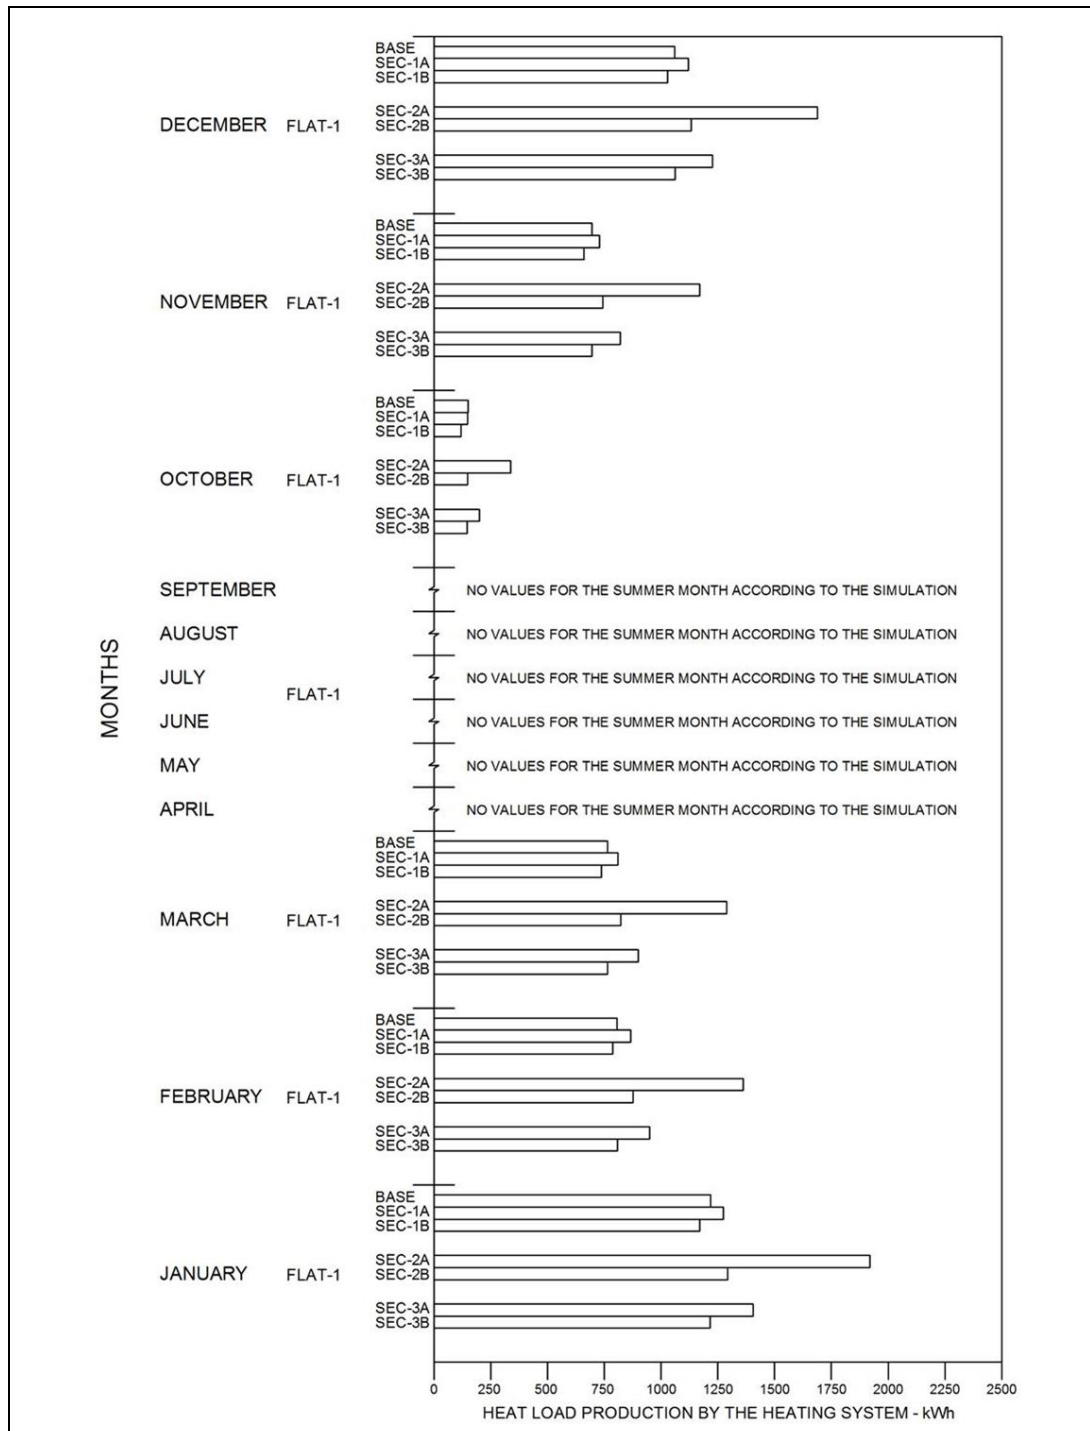 BASE
SEC-1A
SEC-1B
DECEMBER FLAT-1
SEC-2A
SEC-2B
SEC-3A
SEC-3B
BASE
SEC-1A
SEC-1B
NOVEMBER FLAT-1
SEC-2A
SEC-2B
SEC-3A
SEC-3B
BASE
SEC-1A
SEC-1B
OCTOBER FLAT-1
SEC-2A
SEC-2B
SEC-3A
SEC-3B
MONTHS
SEPTEMBER NO VALUES FOR THE SUMMER MONTH ACCORDING TO THE SIMULATION
AUGUST NO VALUES FOR THE SUMMER MONTH ACCORDING TO THE SIMULATION
JULY NO VALUES FOR THE SUMMER MONTH ACCORDING TO THE SIMULATION
FLAT-1
JUNE NO VALUES FOR THE SUMMER MONTH ACCORDING TO THE SIMULATION
MAY NO VALUES FOR THE SUMMER MONTH ACCORDING TO THE SIMULATION
APRIL NO VALUES FOR THE SUMMER MONTH ACCORDING TO THE SIMULATION
BASE
SEC-1A
SEC-1B
MARCH FLAT-1
SEC-2A
SEC-2B
SEC-3A
SEC-3B
BASE
SEC-1A
SEC-1B
FEBRUARY FLAT-1
SEC-2A
SEC-2B
SEC-3A
SEC-3B
BASE
SEC-1A
SEC-1B
JANUARY FLAT-1
SEC-2A
SEC-2B
SEC-3A
SEC-3B
0 250 500 750 1000 1250 1500 1750 2000 2250 2500
HEAT LOAD PRODUCTION BY THE HEATING SYSTEM - kWh